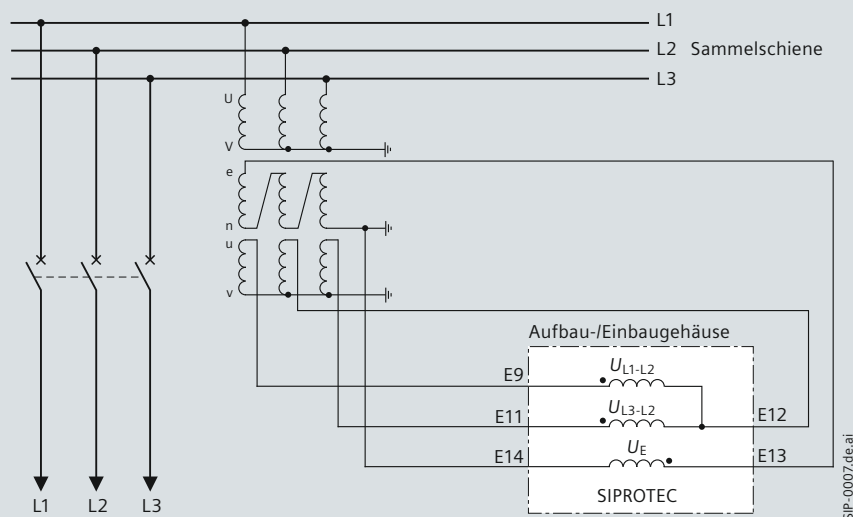 L1
L2 Sammelschiene
L3
U
V
e
n
u
v
Aufbau-/Einbaugehäuse
E9
UL1-L2
E11
UL3-L2
E12
E14
UE
E13
SIPROTEC
L1
L2
L3
SIP-0007.de.ai